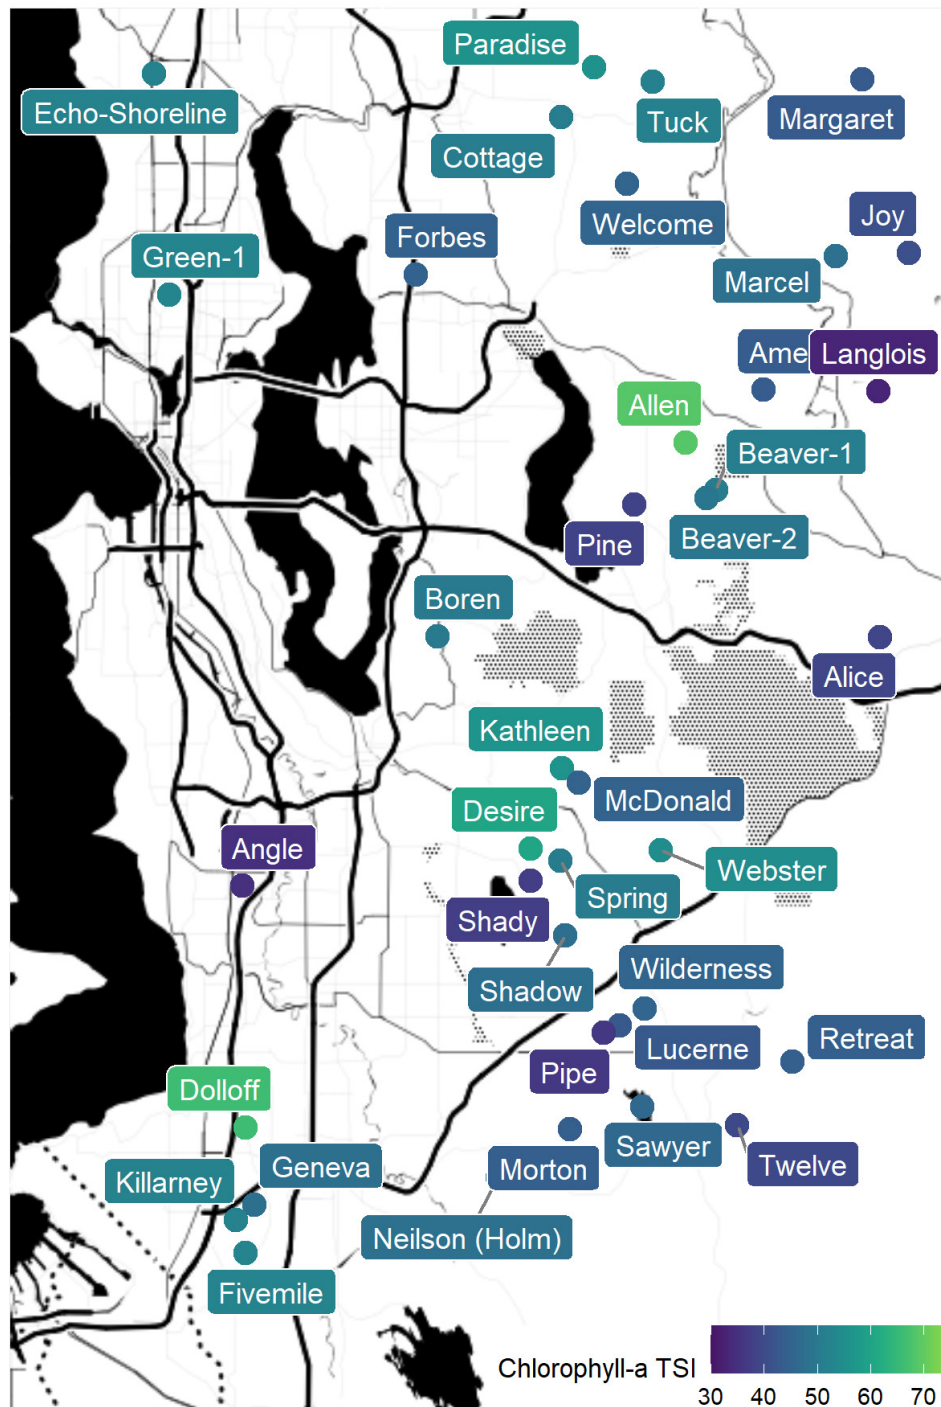 Paradise
Echo-Shoreline
Tuck
Margaret
Cottage
Welcome
Joy
Forbes
Green-1
Marcel
Ame
Langlois
Allen
Beaver-1
Pine
Beaver-2
Boren
Alice
Kathleen
McDonald
Desire
Angle
Webster
Spring
Shady
Wilderness
Shadow
Retreat
Lucerne
Pipe
Dolloff
Sawyer
Geneva
Morton
Twelve
Killarney
Neilson (Holm)
Fivemile
Chlorophyll-a TSI
30 40 50 60 70